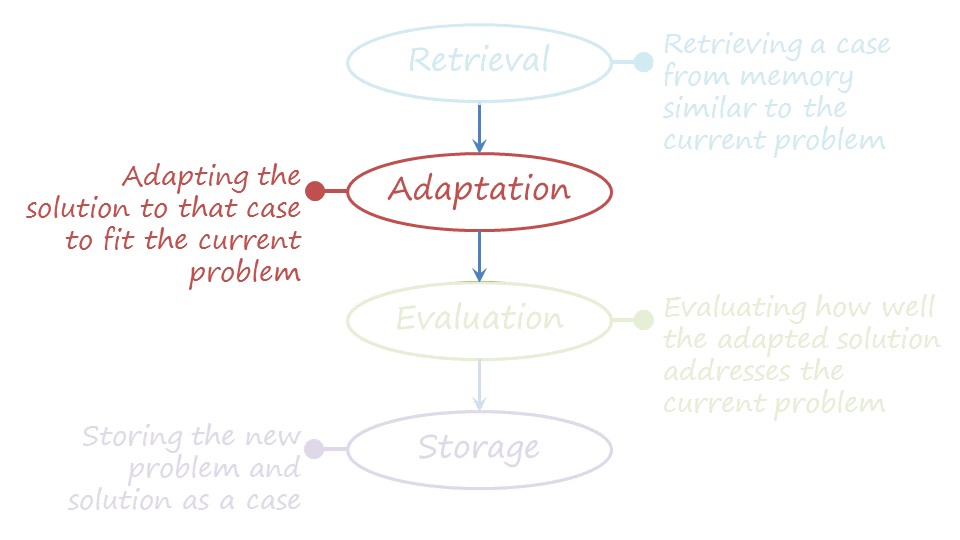 Retrieval
Retrieving a case
from memory
similar to the
current problem
Adapting the
solution to that case
to fit the current
problem
Adaptation
Evaluation
Evaluating how well
the adapted solution
addresses the
current problem
Storing the new
problem and
solution as a case
Storage